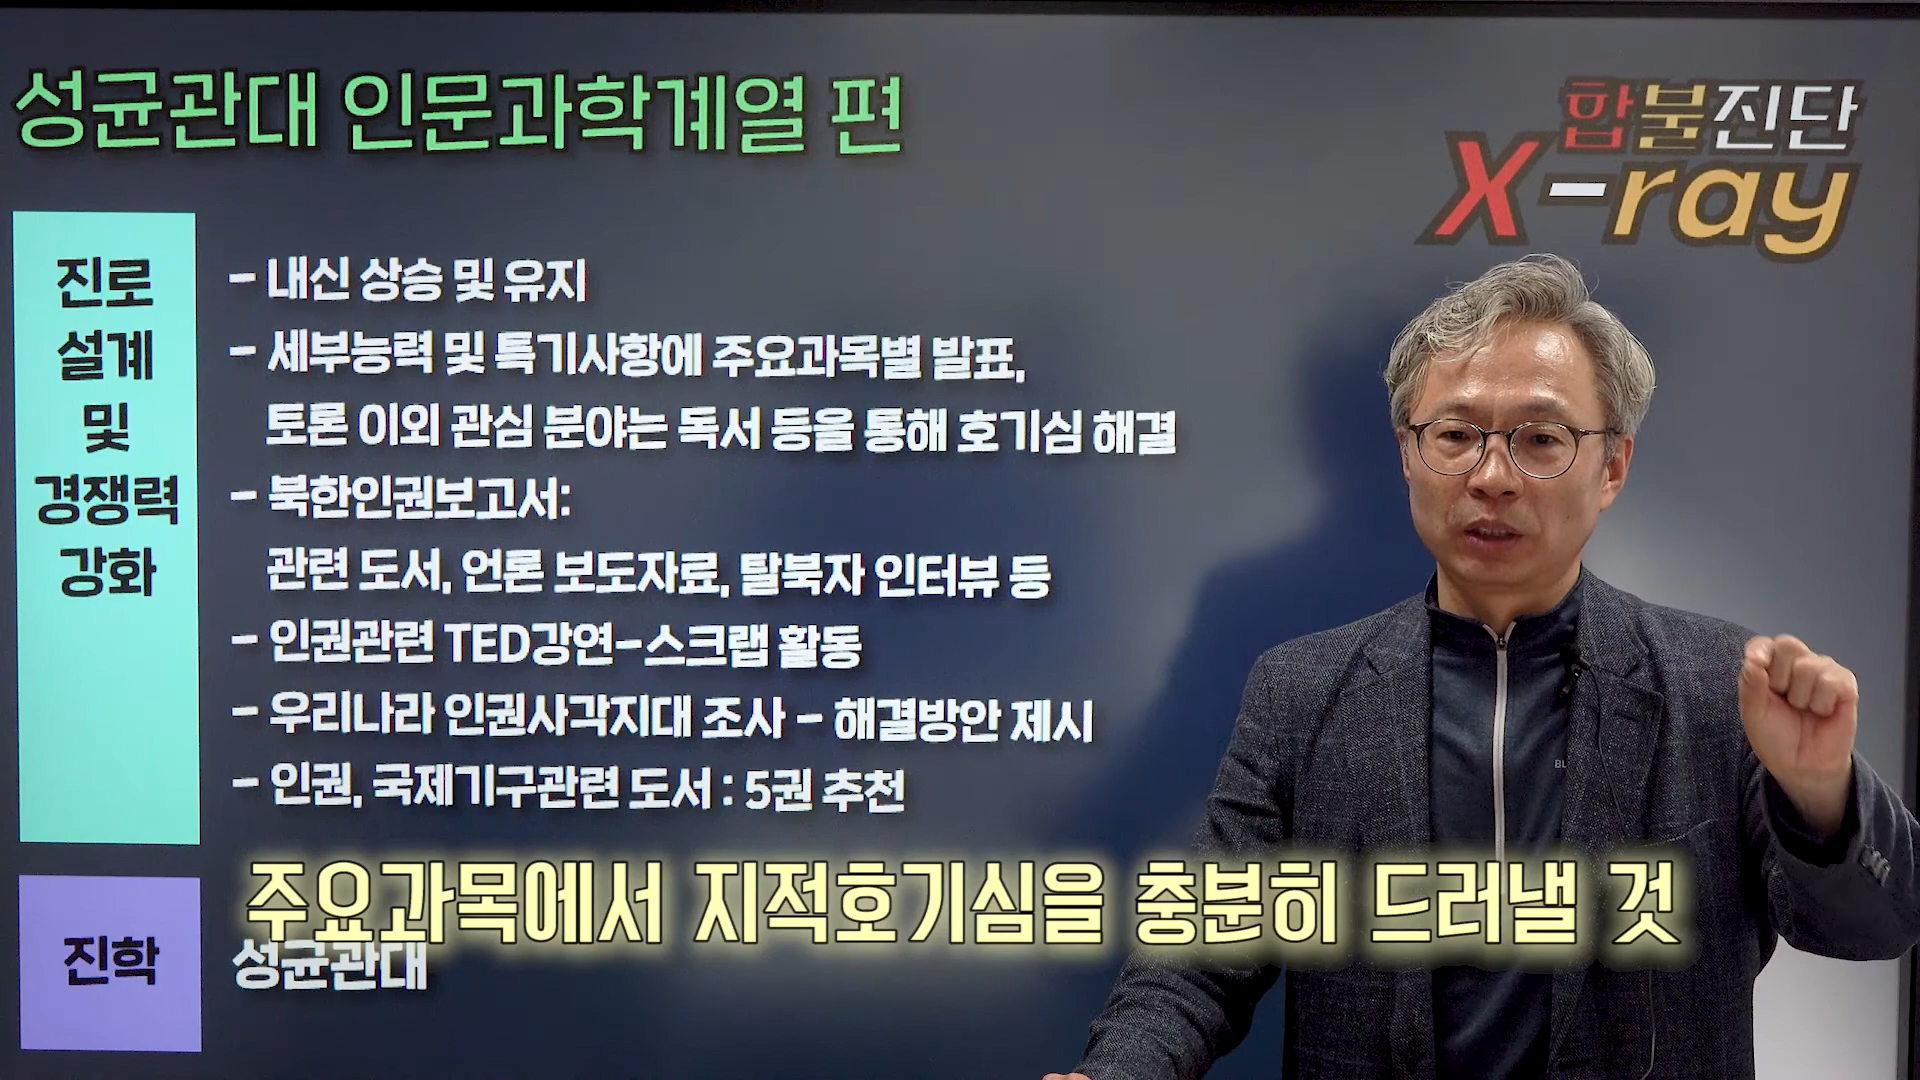 성균관대 인문과학계열 편
합불진단
X-ray
진로
설계
및
경쟁력
강화
- 내신 상승 및 유지
- 세부능력 및 특기사항에 주요과목별 발표,
토론 이외 관심 분야는 독서 등을 통해 호기심 해결
- 북한인권보고서:
관련 도서, 언론 보도자료, 탈북자 인터뷰 등
- 인권관련 TED강연-스크랩 활동
- 우리나라 인권사각지대 조사 - 해결방안 제시
- 인권, 국제기구관련 도서 : 5권 추천
주요과목에서 지적호기심을 충분히 드러낼 것
진학
성균관대